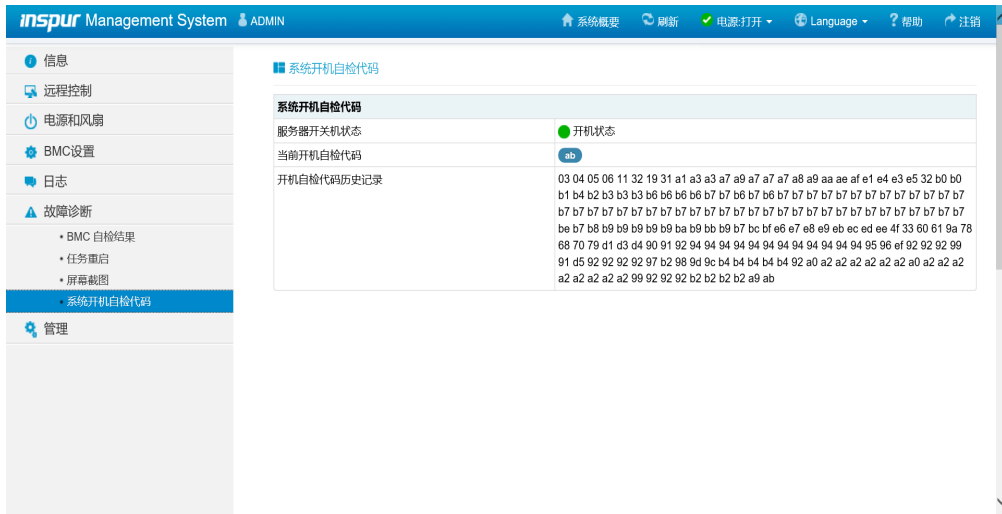 inspur Management System ADMIN 系统概要 刷新 电源:打开 Language 帮助 注销
信息
远程控制
电源和风扇
BMC设置
日志
故障诊断
• BMC 自检结果
• 任务重启
• 屏幕截图
• 系统开机自检代码
管理
系统开机自检代码
系统开机自检代码
服务器开关机状态 开机状态
当前开机自检代码 ab
开机自检代码历史记录
03 04 05 06 11 32 19 31 a1 a3 a3 a7 a9 a7 a7 a7 a8 a9 aa ae af e1 e4 e3 e5 32 b0 b0
b1 b4 b2 b3 b3 b3 b6 b6 b6 b6 b7 b7 b6 b7 b6 b7 b7 b7 b7 b7 b7 b7 b7 b7 b7 b7 b7 b7
b7 b7 b7 b7 b7 b7 b7 b7 b7 b7 b7 b7 b7 b7 b7 b7 b7 b7 b7 b7 b7 b7 b7 b7 b7 b7 b7 b7
be b7 b8 b9 b9 b9 b9 b9 ba b9 bb b9 b7 bc bf e6 e7 e8 e9 eb ec ed ee 4f 33 60 61 9a 78
68 70 79 d1 d3 d4 90 91 92 94 94 94 94 94 94 94 94 94 94 94 94 95 96 ef 92 92 92 99
91 d5 92 92 92 92 97 b2 98 9d 9c b4 b4 b4 b4 b4 92 a0 a2 a2 a2 a2 a2 a2 a0 a2 a2 a2
a2 a2 a2 a2 a2 99 92 92 92 b2 b2 b2 b2 a9 ab